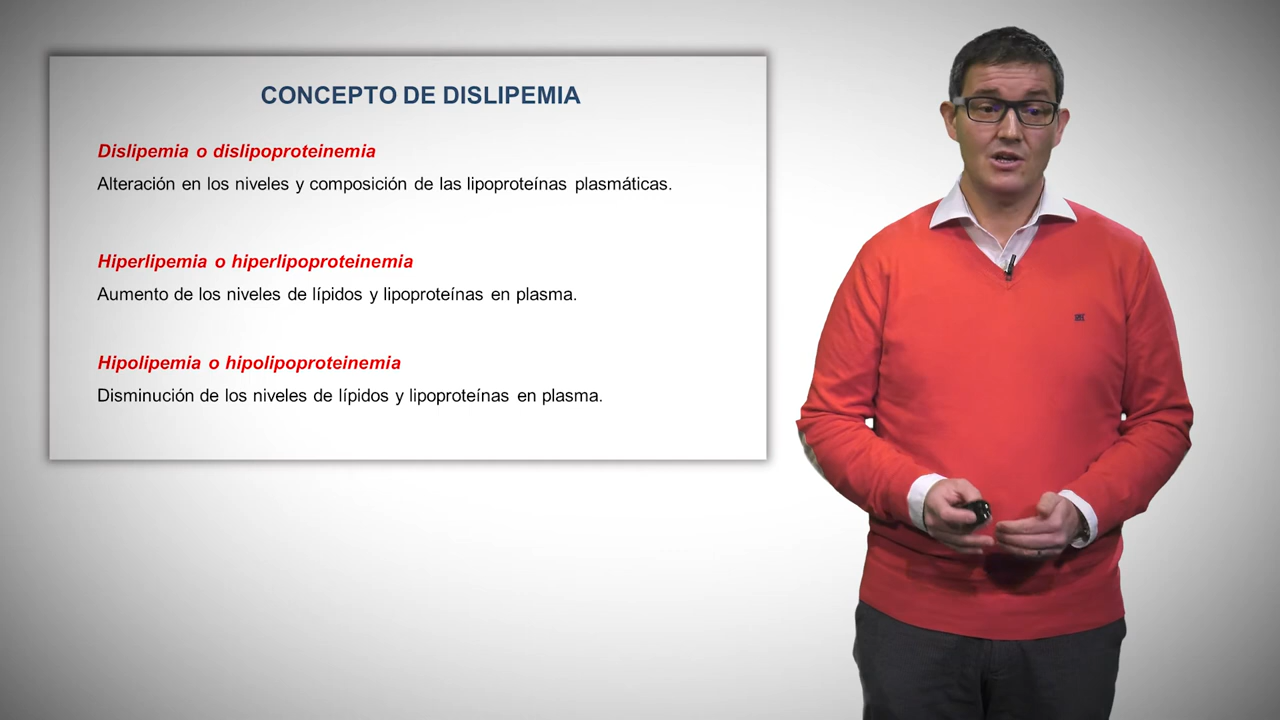 CONCEPTO DE DISLIPEMIA
Dislipemia o dislipoproteinemia
Alteración en los niveles y composición de las lipoproteínas plasmáticas.
Hiperlipemia o hiperlipoproteinemia
Aumento de los niveles de lípidos y lipoproteínas en plasma.
Hipolipemia o hipolipoproteinemia
Disminución de los niveles de lípidos y lipoproteínas en plasma.